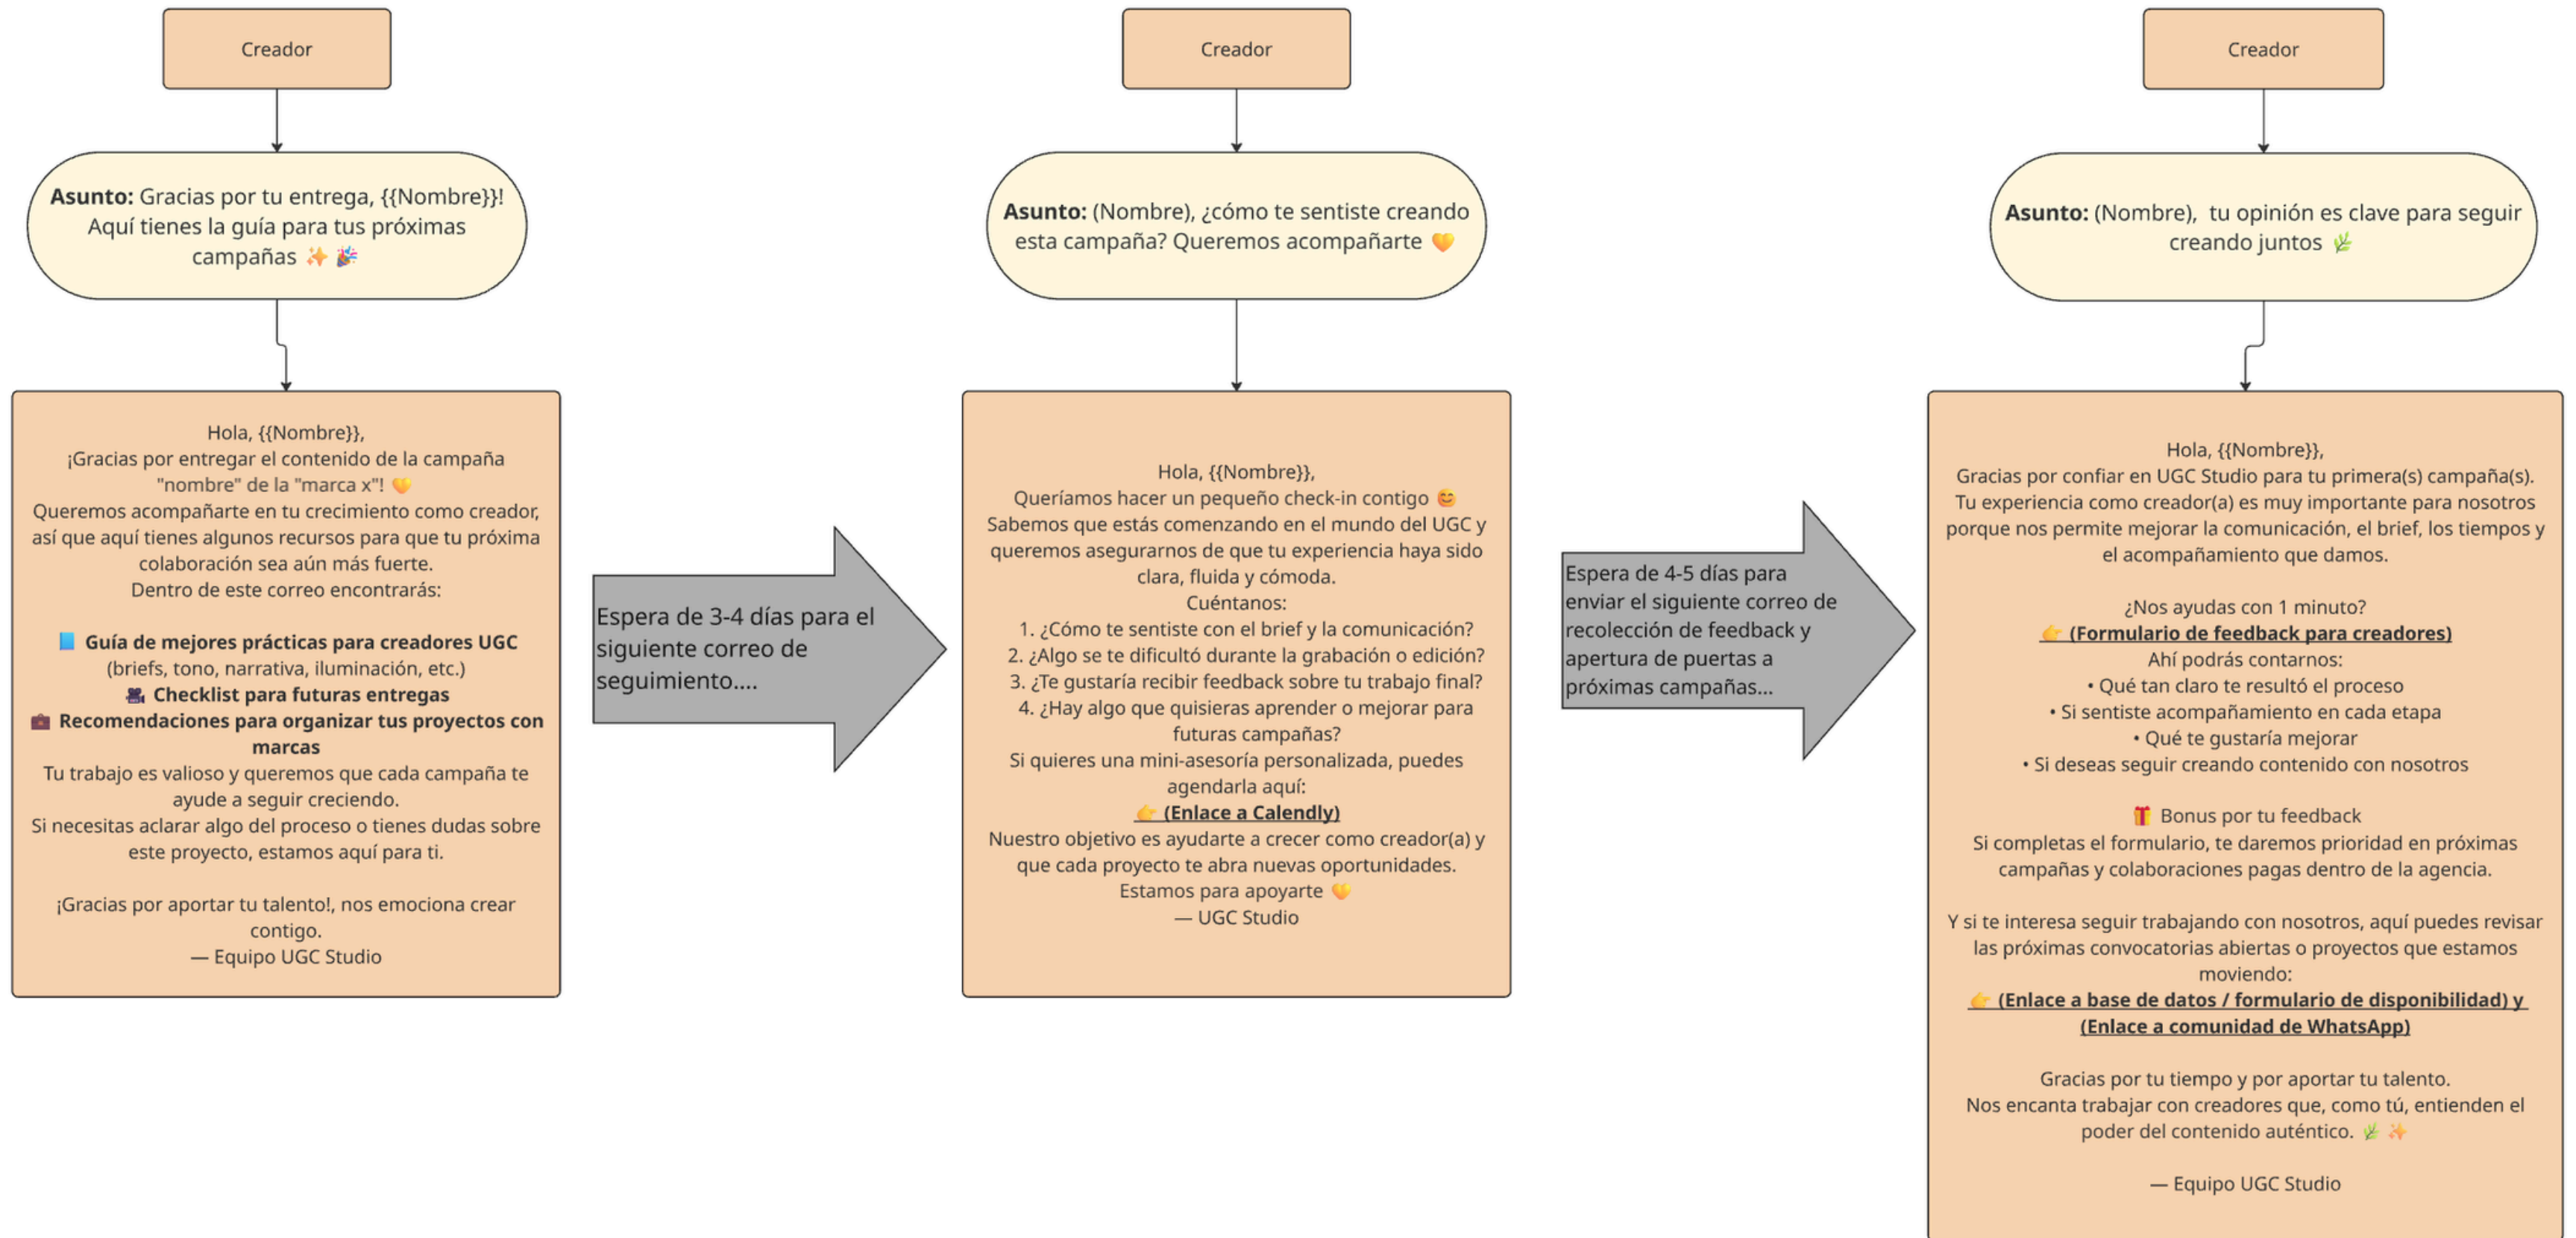 Creador
Asunto: Gracias por tu entrega, {{Nombre}}!
Aquí tienes la guía para tus próximas
campañas ✨ 🎉
Hola, {{Nombre}},
¡Gracias por entregar el contenido de la campaña
"nombre" de la "marca x"! 🧡
Queremos acompañarte en tu crecimiento como creador,
así que aquí tienes algunos recursos para que tu próxima
colaboración sea aún más fuerte.
Dentro de este correo encontrarás:
📘 Guía de mejores prácticas para creadores UGC
(briefs, tono, narrativa, iluminación, etc.)
🎥 Checklist para futuras entregas
💼 Recomendaciones para organizar tus proyectos con
marcas
Tu trabajo es valioso y queremos que cada campaña te
ayude a seguir creciendo.
Si necesitas aclarar algo del proceso o tienes dudas sobre
este proyecto, estamos aquí para ti.
¡Gracias por aportar tu talento!, nos emociona crear
contigo.
— Equipo UGC Studio
Espera de 3-4 días para el
siguiente correo de
seguimiento....
Creador
Asunto: (Nombre), ¿cómo te sentiste creando
esta campaña? Queremos acompañarte 🧡
Hola, {{Nombre}},
Queríamos hacer un pequeño check-in contigo 😊
Sabemos que estás comenzando en el mundo del UGC y
queremos asegurarnos de que tu experiencia haya sido
clara, fluida y cómoda.
Cuéntanos:
1. ¿Cómo te sentiste con el brief y la comunicación?
2. ¿Algo se te dificultó durante la grabación o edición?
3. ¿Te gustaría recibir feedback sobre tu trabajo final?
4. ¿Hay algo que quisieras aprender o mejorar para
futuras campañas?
Si quieres una mini-asesoría personalizada, puedes
agendarla aquí:
👉 (Enlace a Calendly)
Nuestro objetivo es ayudarte a crecer como creador(a) y
que cada proyecto te abra nuevas oportunidades.
Estamos para apoyarte 🧡
— UGC Studio
Espera de 4-5 días para
enviar el siguiente correo de
recolección de feedback y
apertura de puertas a
próximas campañas...
Creador
Asunto: (Nombre), tu opinión es clave para seguir
creando juntos 🌿
Hola, {{Nombre}},
Gracias por confiar en UGC Studio para tu primera(s) campaña(s).
Tu experiencia como creador(a) es muy importante para nosotros
porque nos permite mejorar la comunicación, el brief, los tiempos y
el acompañamiento que damos.
¿Nos ayudas con 1 minuto?
👉 (Formulario de feedback para creadores)
Ahí podrás contarnos:
• Qué tan claro te resultó el proceso
• Si sentiste acompañamiento en cada etapa
• Qué te gustaría mejorar
• Si deseas seguir creando contenido con nosotros
🎁 Bonus por tu feedback
Si completas el formulario, te daremos prioridad en próximas
campañas y colaboraciones pagas dentro de la agencia.
Y si te interesa seguir trabajando con nosotros, aquí puedes revisar
las próximas convocatorias abiertas o proyectos que estamos
moviendo:
👉 (Enlace a base de datos / formulario de disponibilidad) y
(Enlace a comunidad de WhatsApp)
Gracias por tu tiempo y por aportar tu talento.
Nos encanta trabajar con creadores que, como tú, entienden el
poder del contenido auténtico. 🌿 ✨
— Equipo UGC Studio